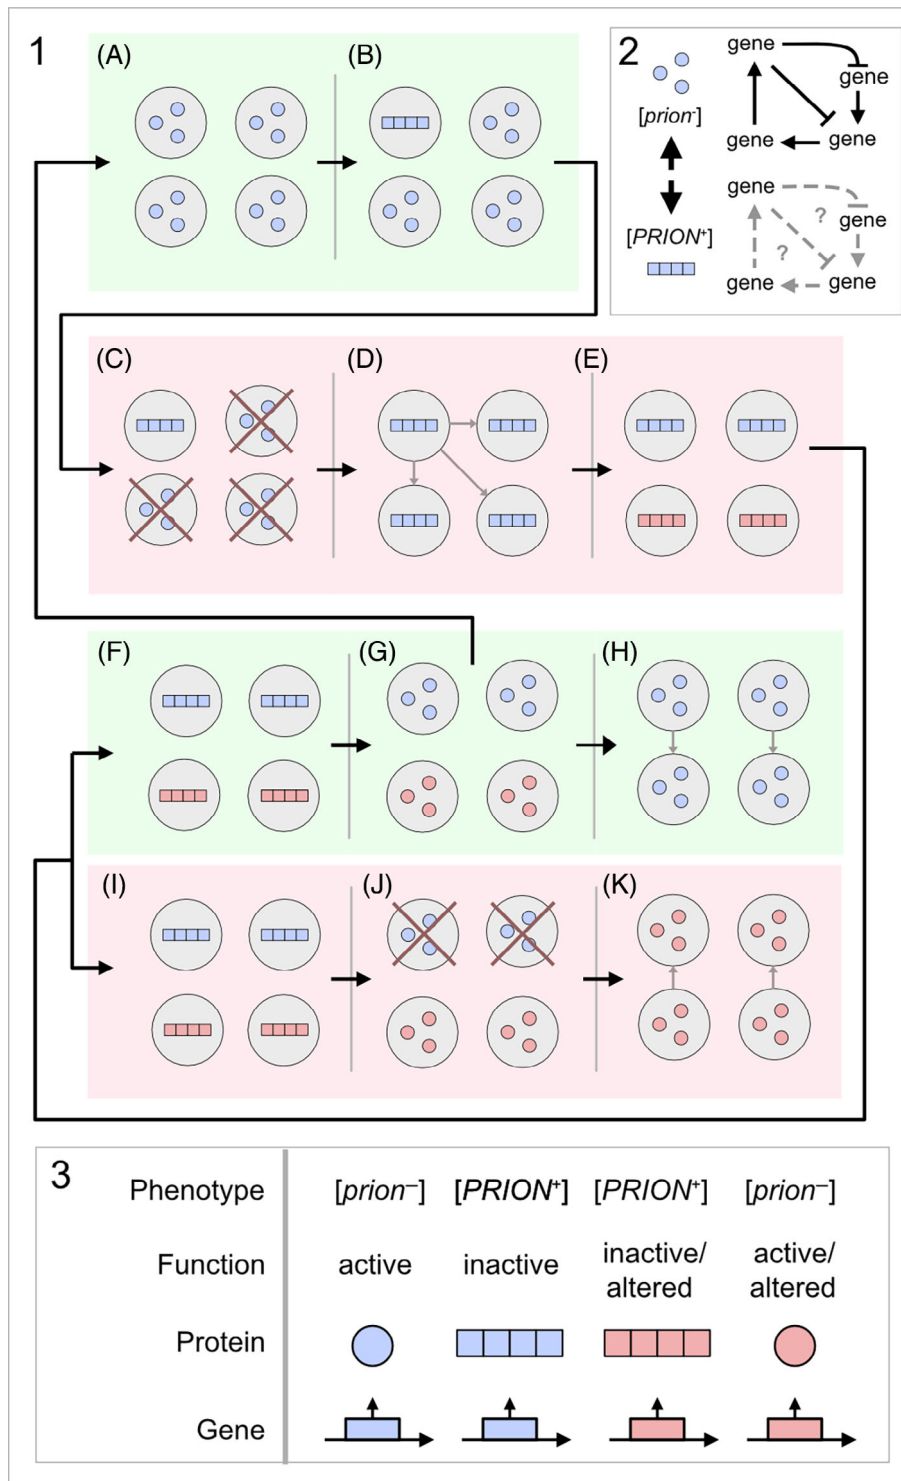 1
(A)
(B)
2
gene
gene
[prion-]
gene
gene
gene
[PRION+]
?
gene
?
gene
gene
(C)
(D)
(E)
(F)
(G)
(H)
(I)
(J)
(K)
3
Phenotype [prion–] [PRION+] [PRION+] [prion–]
Function active inactive inactive/ altered active/ altered
Protein
Gene